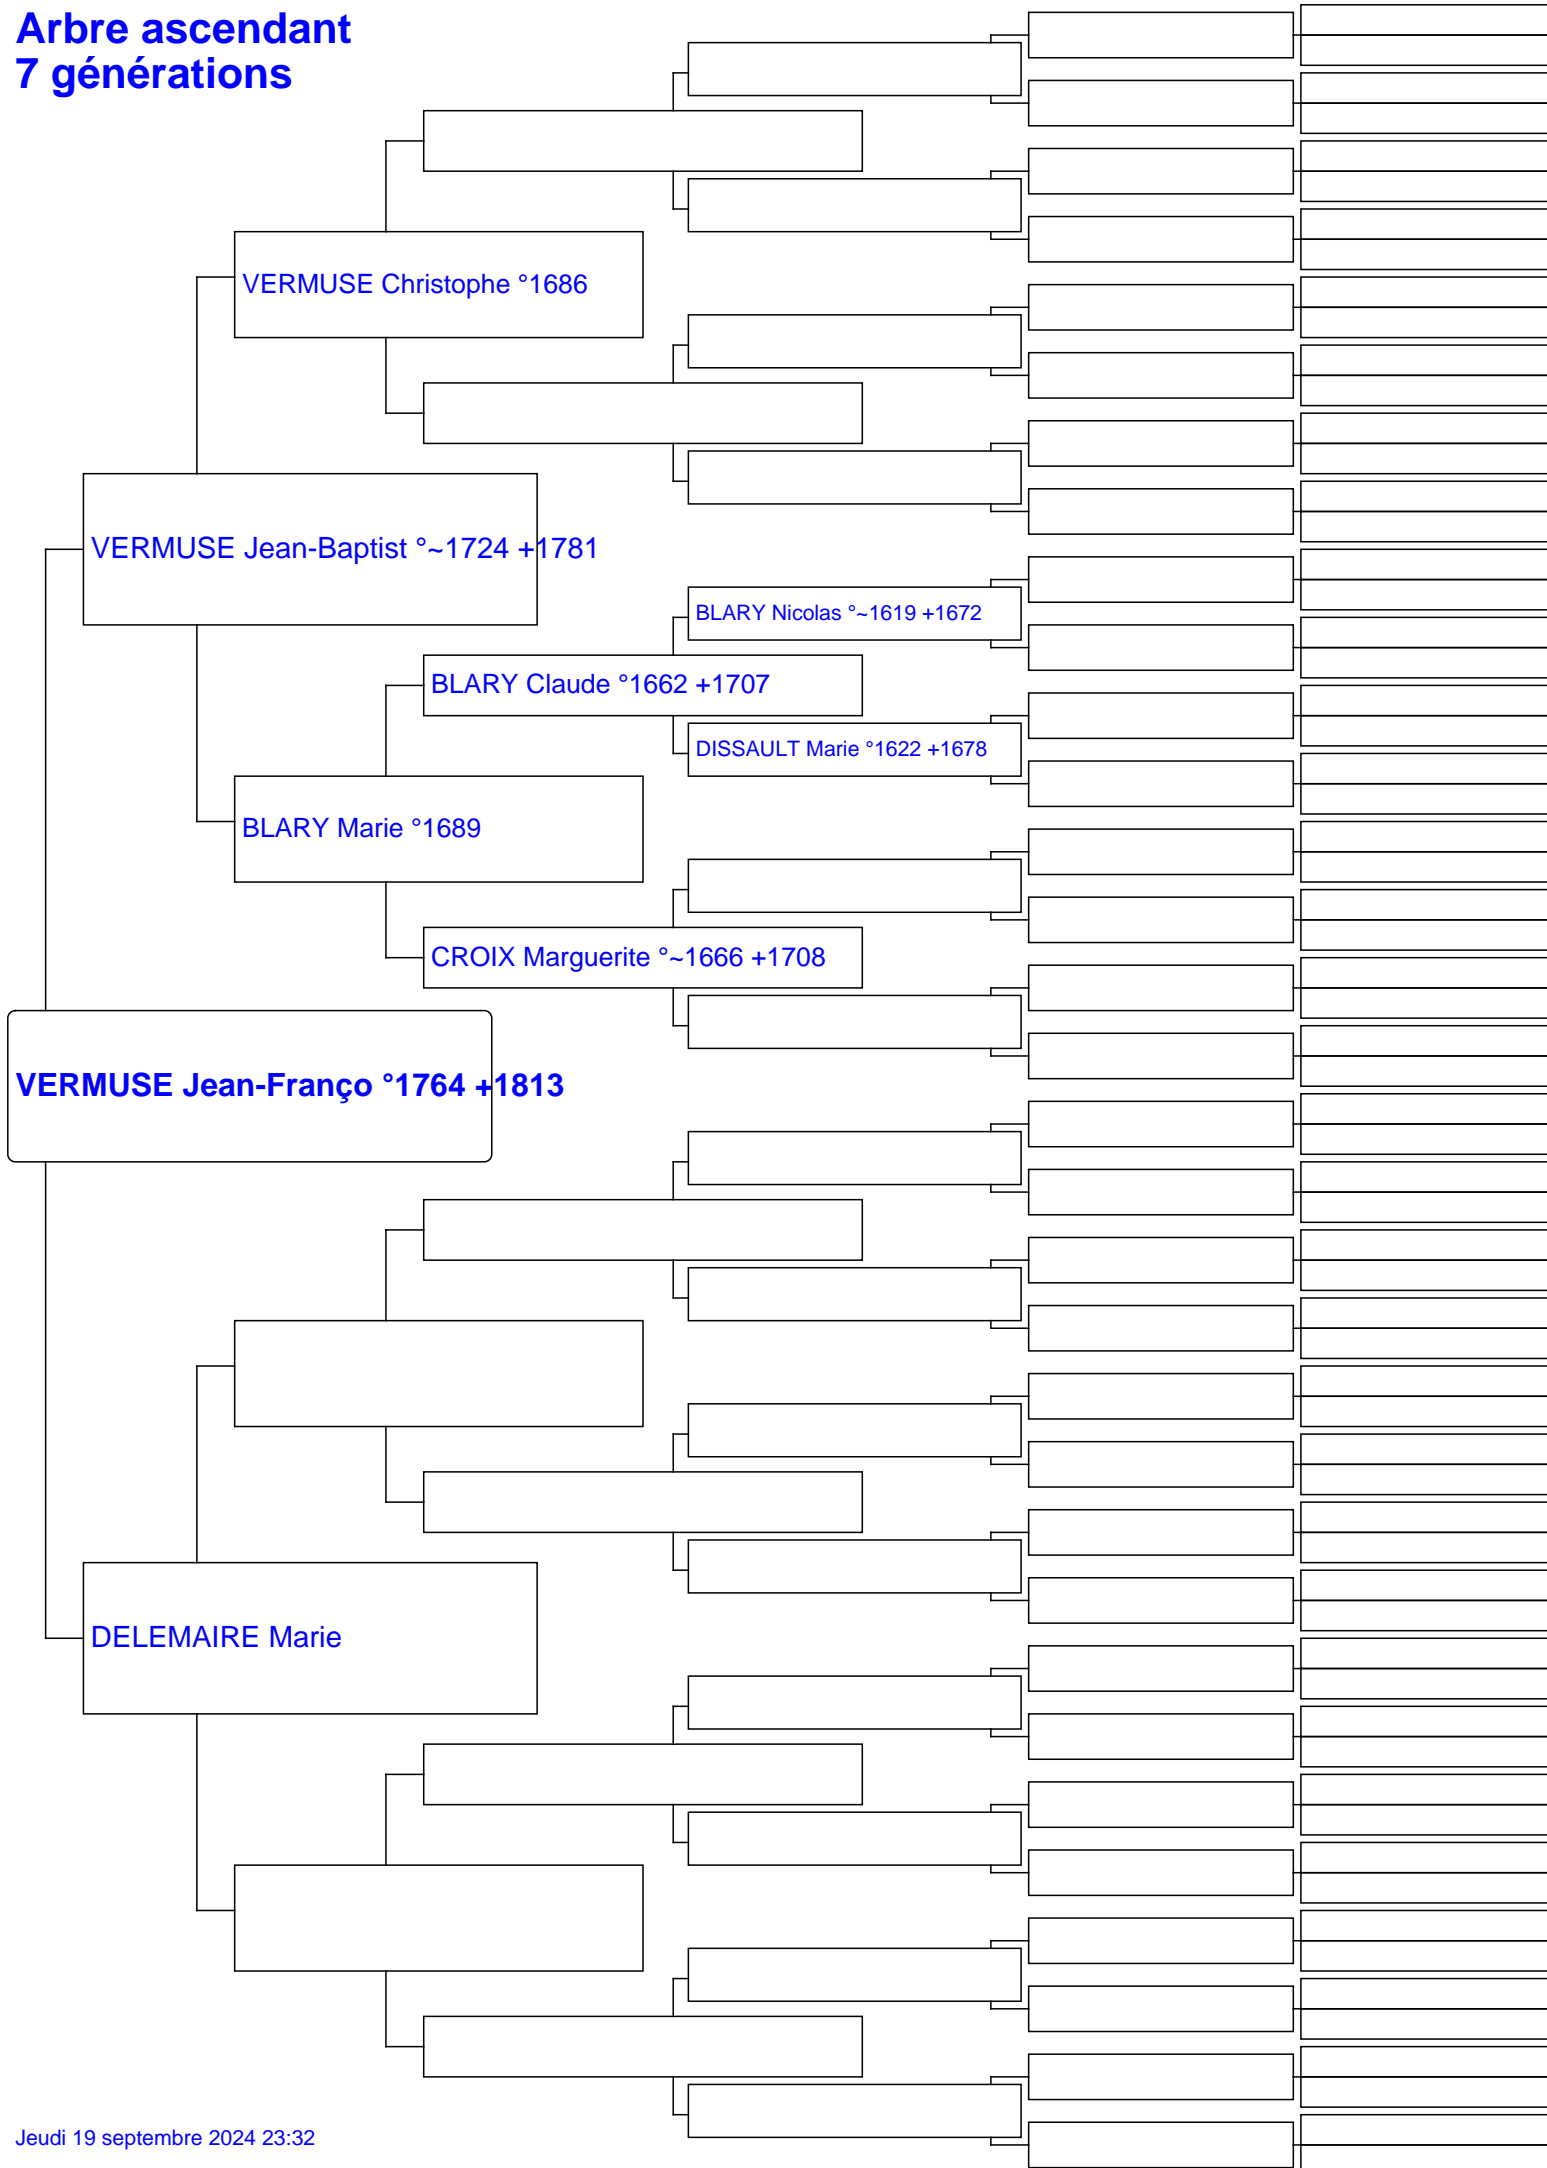 Arbre ascendant
7 générations
VERMUSE Christophe °1686
VERMUSE Jean-Baptist °~1724 +1781
BLARY Nicolas °~1619 +1672
BLARY Claude °1662 +1707
DISSAULT Marie °1622 +1678
BLARY Marie °1689
CROIX Marguerite °~1666 +1708
VERMUSE Jean-Franço °1764 +1813
DELEMAIRE Marie
Jeudi 19 septembre 2024 23:32